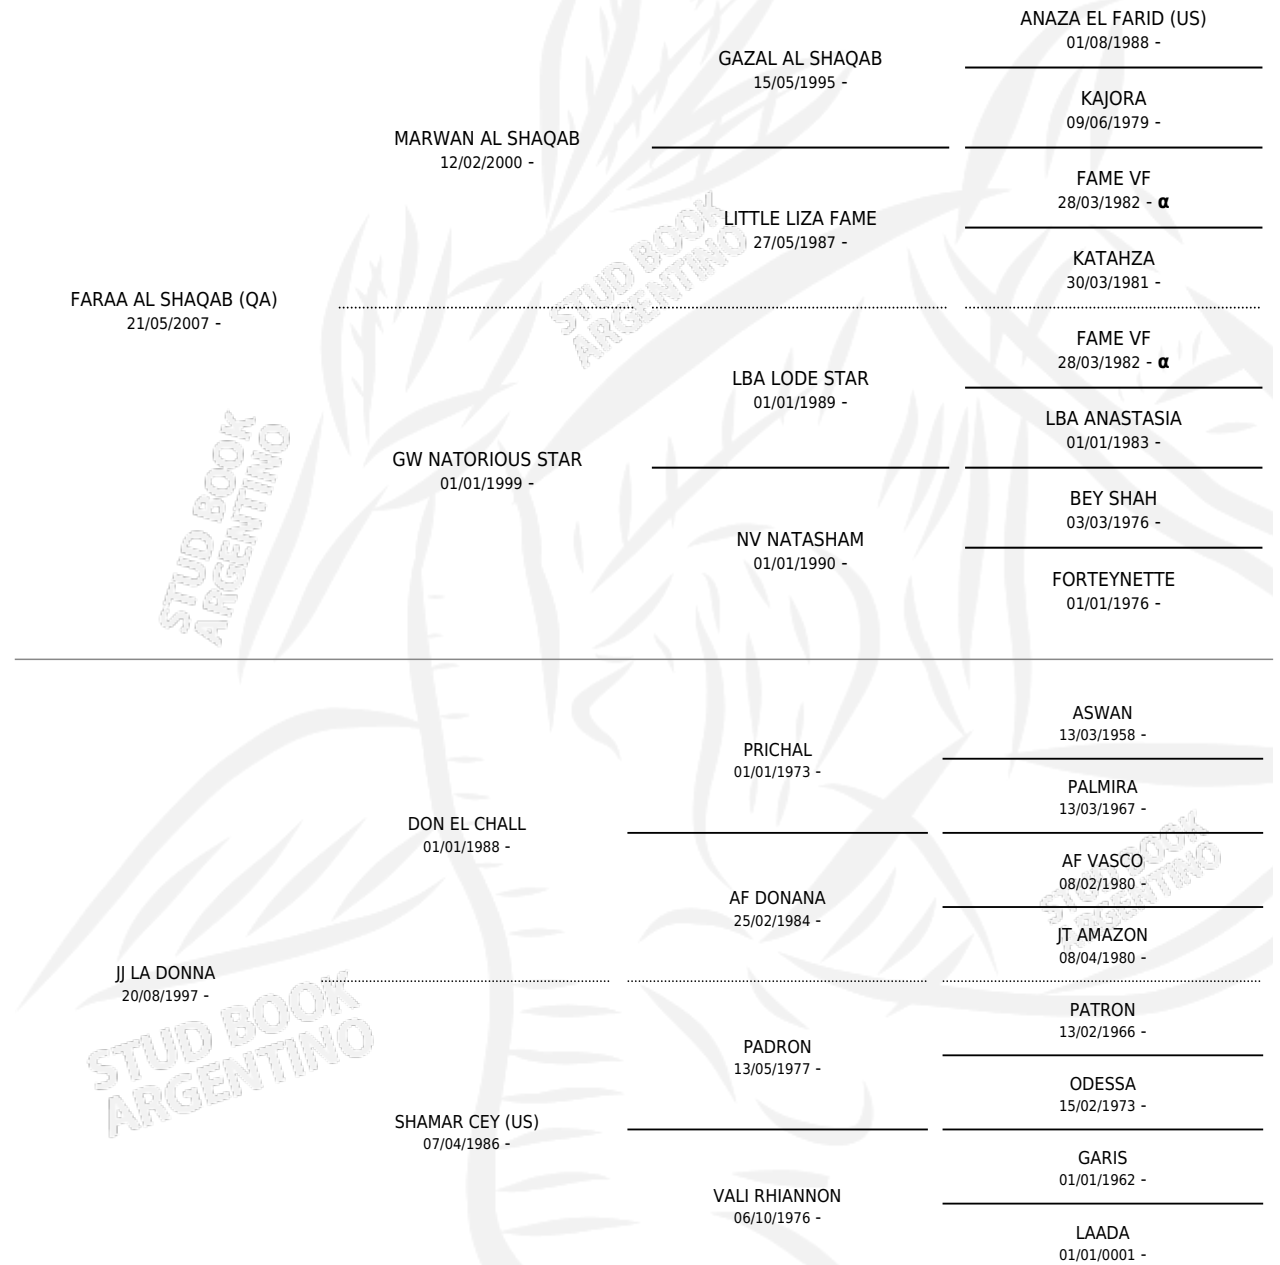 ANAZA EL FARID (US)
01/08/1988 -
GAZAL AL SHAQAB
15/05/1995 -
KAJORA
09/06/1979 -
MARWAN AL SHAQAB
12/02/2000 -
FAME VF
28/03/1982 - α
LITTLE LIZA FAME
27/05/1987 -
KATAHZA
30/03/1981 -
FARAA AL SHAQAB (QA)
21/05/2007 -
FAME VF
28/03/1982 - α
LBA LODE STAR
01/01/1989 -
LBA ANASTASIA
01/01/1983 -
GW NATORIOUS STAR
01/01/1999 -
BEY SHAH
03/03/1976 -
NV NATASHAM
01/01/1990 -
FORTEYNETTE
01/01/1976 -
ASWAN
13/03/1958 -
PRICHAL
01/01/1973 -
PALMIRA
13/03/1967 -
DON EL CHALL
01/01/1988 -
AF VASCO
08/02/1980 -
AF DONANA
25/02/1984 -
JT AMAZON
08/04/1980 -
JJ LA DONNA
20/08/1997 -
PATRON
13/02/1966 -
PADRON
13/05/1977 -
ODESSA
15/02/1973 -
SHAMAR CEY (US)
07/04/1986 -
GARIS
01/01/1962 -
VALI RHIANNON
06/10/1976 -
LAADA
01/01/0001 -
STUD BOOK
ARGENTINO
STUD BOOK
ARGENTINO
STUD BOOK
ARGENTINO
STUD BOOK
ARGENTINO